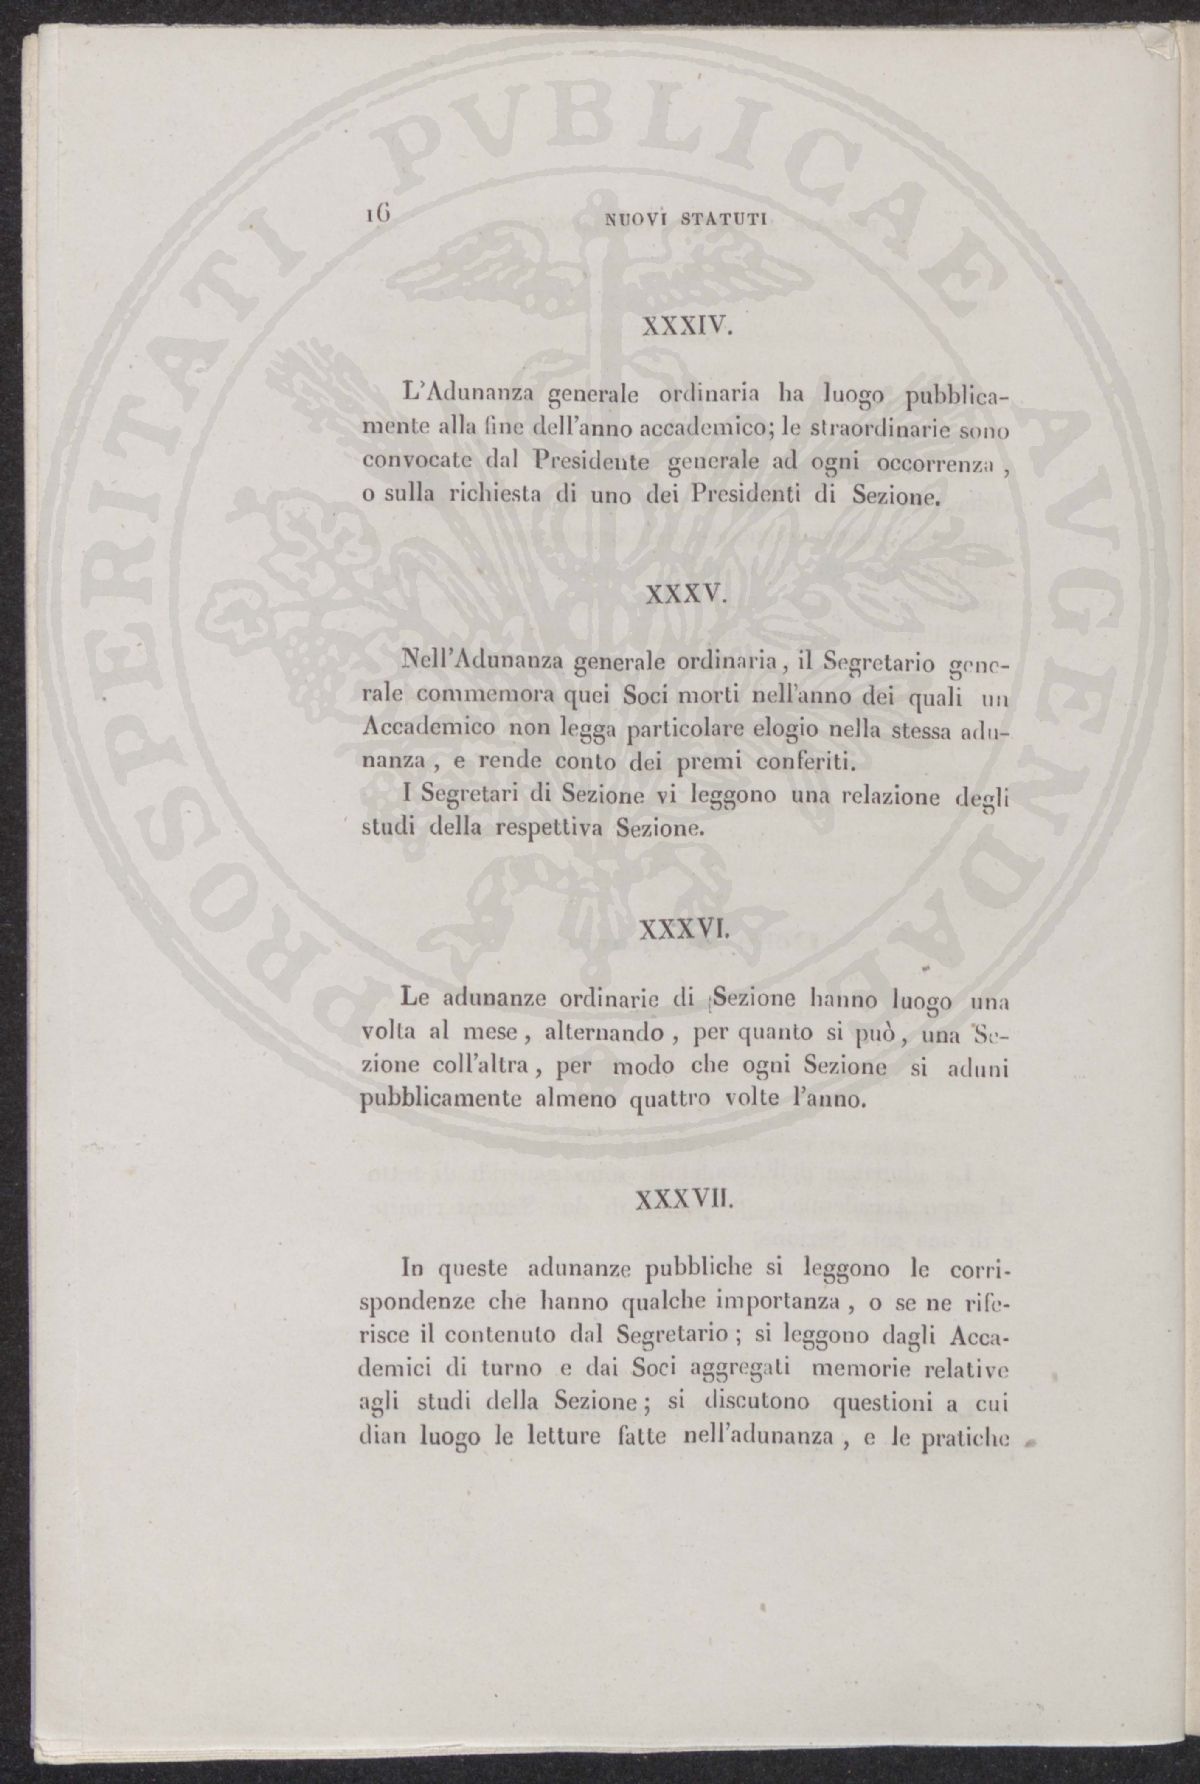 16
NUOVI STATUTI
XXXIV.
L'Adunanza generale ordinaria ha luogo pubblica-
mente alla fine dell'anno accademico; le straordinarie sono
convocate dal Presidente generale ad ogni occorrenza ,
o sulla richiesta di uno dei Presidenti di Sezione.
XXXV.
Nell'Adunanza generale ordinaria, il Segretario gene-
rale commemora quei Soci morti nell'anno dei quali un
Accademico non legga particolare elogio nella stessa adu-
nanza , e rende conto dei premi conferiti.
I Segretari di Sezione vi leggono una relazione degli
studi della respettiva Sezione.
XXXVI.
Le adunanze ordinarie di Sezione hanno luogo una
volta al mese , alternando , per quanto si può, una Se-
zione coll'altra , per modo che ogni Sezione si aduni
pubblicamente almeno quattro volte l'anno.
XXXVII.
In queste adunanze pubbliche si leggono le corri-
spondenze che hanno qualche importanza , o se ne rife-
risce il contenuto dal Segretario ; si leggono dagli Acca-
demici di turno e dai Soci aggregati memorie relative
agli studi della Sezione ; si discutono questioni a cui
dian luogo le letture fatte nell'adunanza , e le pratiche
PROSPERITATI PVBLICAE AVGENDAE